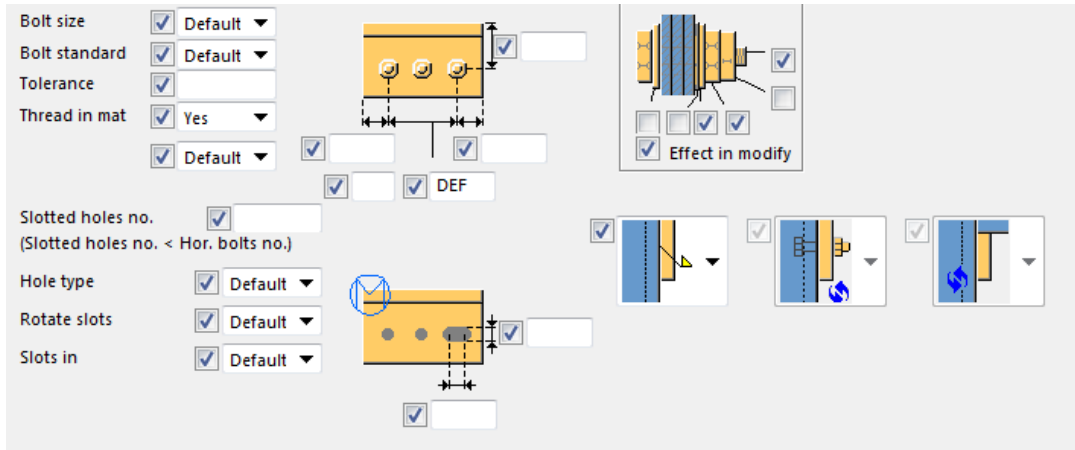 Bolt size Default
Bolt standard Default
Tolerance
Thread in mat Yes
Default
DEF
Effect in modify
Slotted holes no.
(Slotted holes no. < Hor. bolts no.)
Hole type Default
Rotate slots Default
Slots in Default